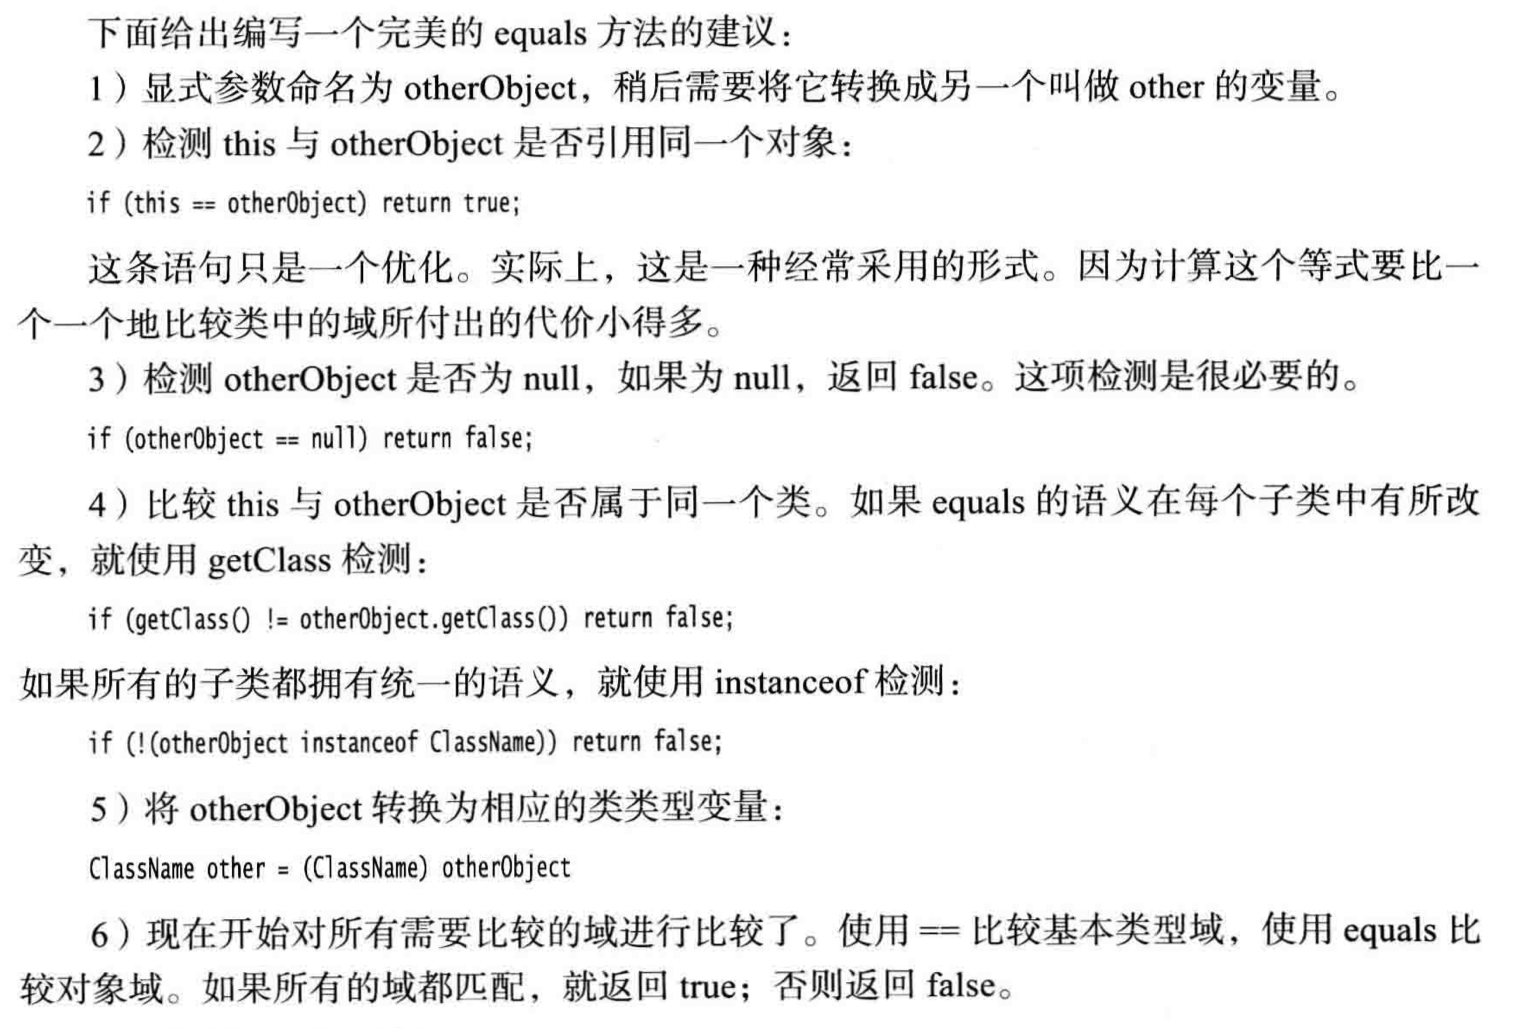 下面给出编写一个完美的 equals 方法的建议：
1）显式参数命名为 otherObject，稍后需要将它转换成另一个叫做 other 的变量。
2）检测 this 与 otherObject 是否引用同一个对象：
if (this == otherObject) return true;
这条语句只是一个优化。实际上，这是一种经常采用的形式。因为计算这个等式要比一
个一个地比较类中的域所付出的代价小得多。
3）检测 otherObject 是否为 null，如果为 null，返回 false。这项检测是很必要的。
if (otherObject == null) return false;
4）比较 this 与 otherObject 是否属于同一个类。如果 equals 的语义在每个子类中有所改
变，就使用 getClass 检测：
if (getClass() != otherObject.getClass()) return false;
如果所有的子类都拥有统一的语义，就使用 instanceof 检测：
if (!(otherObject instanceof ClassName)) return false;
5）将 otherObject 转换为相应的类类型变量：
ClassName other = (ClassName) otherObject
6）现在开始对所有需要比较的域进行比较了。使用 == 比较基本类型域，使用 equals 比
较对象域。如果所有的域都匹配，就返回 true；否则返回 false。